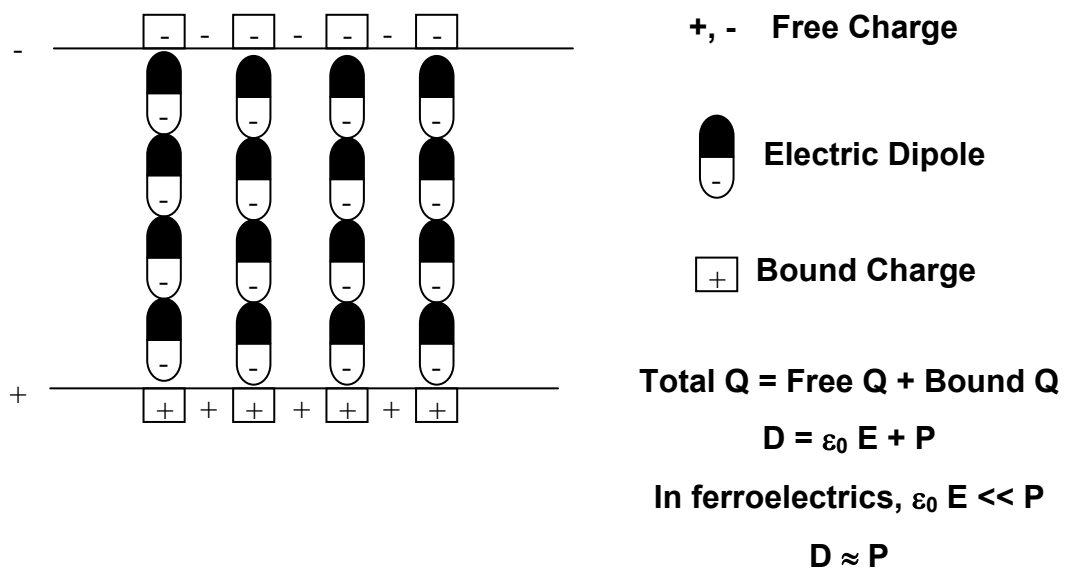 - - - - - - - -
+, - Free Charge
- - - -
- - - -
Electric Dipole
-
- - - -
+ Bound Charge
- - - -
+ + + + + + + +
Total Q = Free Q + Bound Q
D = ε₀ E + P
In ferroelectrics, ε₀ E << P
D ≈ P